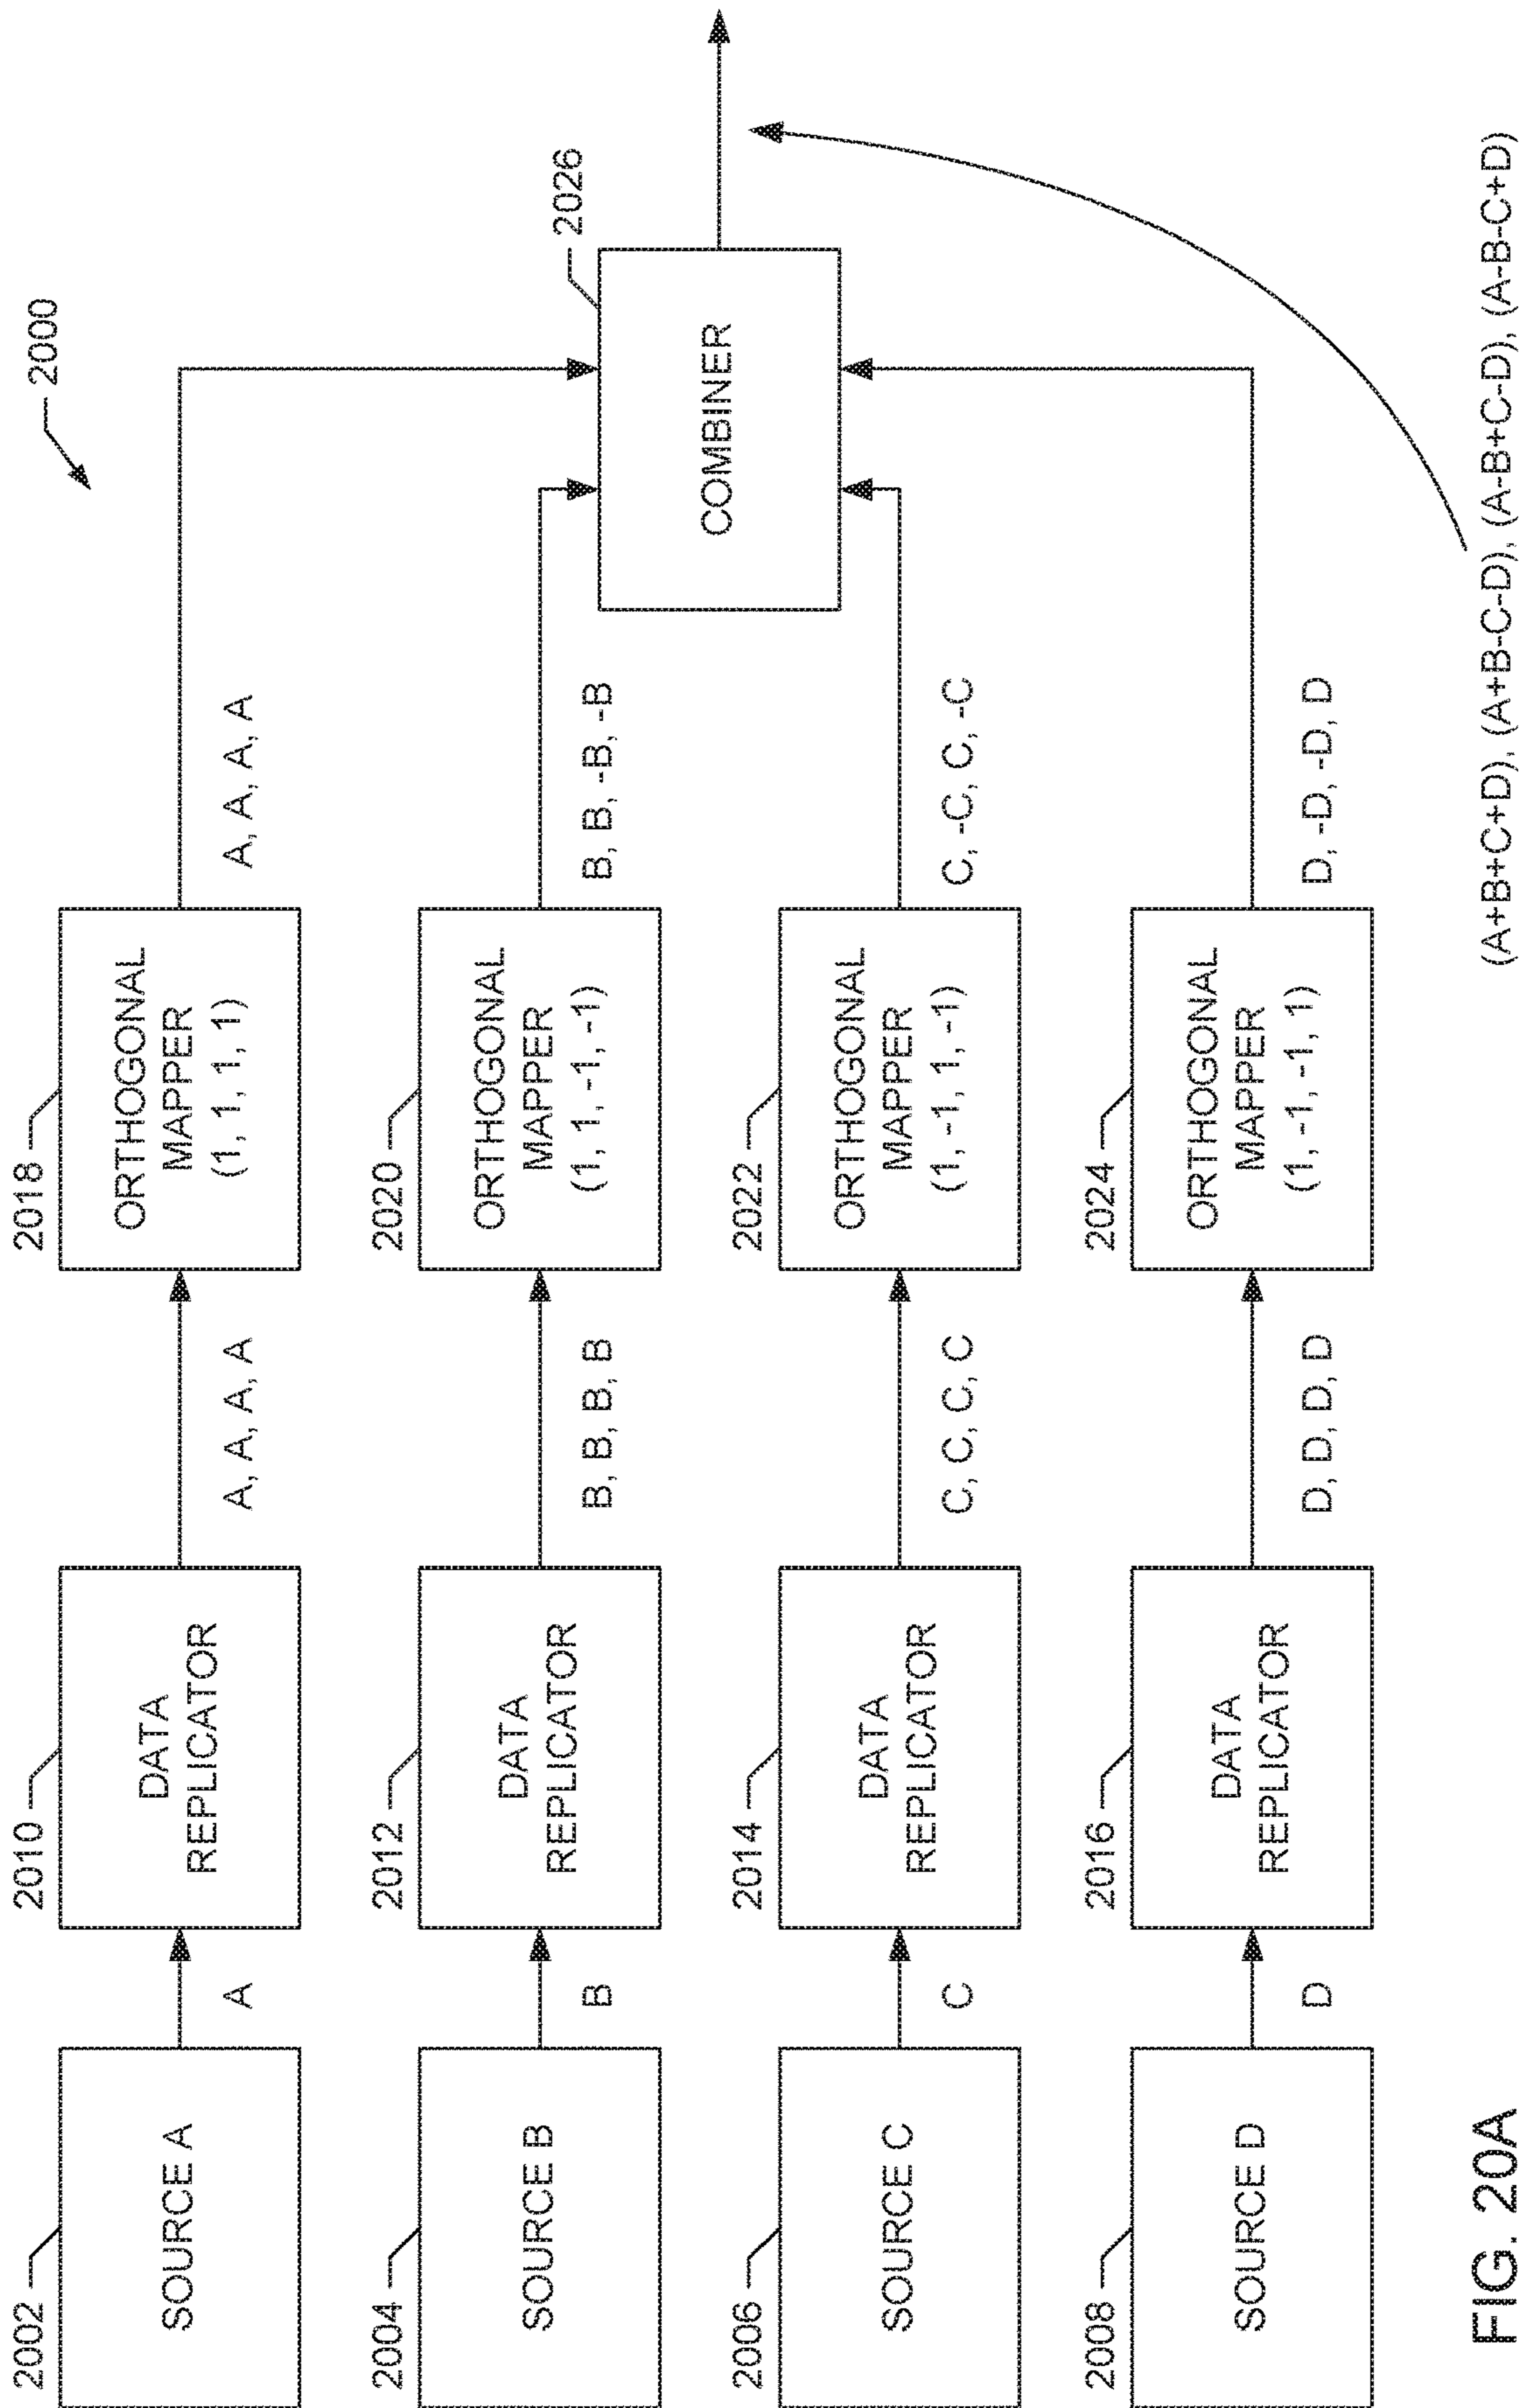 2000
2002
SOURCE A
A
2010
DATA
REPLICATOR
A, A, A, A
2018
ORTHOGONAL
MAPPER
(1, 1, 1, 1)
A, A, A, A
2004
SOURCE B
B
2012
DATA
REPLICATOR
B, B, B, B
2020
ORTHOGONAL
MAPPER
(1, 1, -1, -1)
B, B, -B, -B
2026
COMBINER
2006
SOURCE C
C
2014
DATA
REPLICATOR
C, C, C, C
2022
ORTHOGONAL
MAPPER
(1, -1, 1, -1)
C, -C, C, -C
2008
SOURCE D
D
2016
DATA
REPLICATOR
D, D, D, D
2024
ORTHOGONAL
MAPPER
(1, -1, -1, 1)
D, -D, -D, D
(A+B+C+D), (A+B-C-D), (A-B+C-D), (A-B-C+D)
FIG. 20A